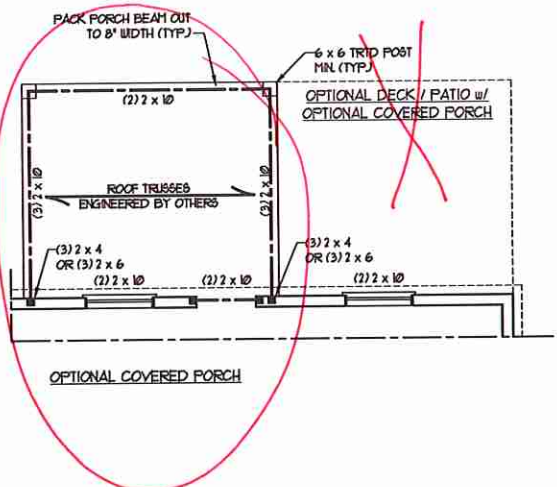 PACK PORCH BEAM OUT
TO 8" WIDTH (TYP.)
6 x 6 TRTD POST
MIN. (TYP.)
(2) 2 x 10
OPTIONAL DECK / PATIO w/
OPTIONAL COVERED PORCH
(3) 2 x 10
ROOF TRUSSES
ENGINEERED BY OTHERS
(3) 2 x 10
(3) 2 x 4
OR (3) 2 x 6
(3) 2 x 4
OR (3) 2 x 6
(2) 2 x 10
(2) 2 x 10
(2) 2 x 10
OPTIONAL COVERED PORCH